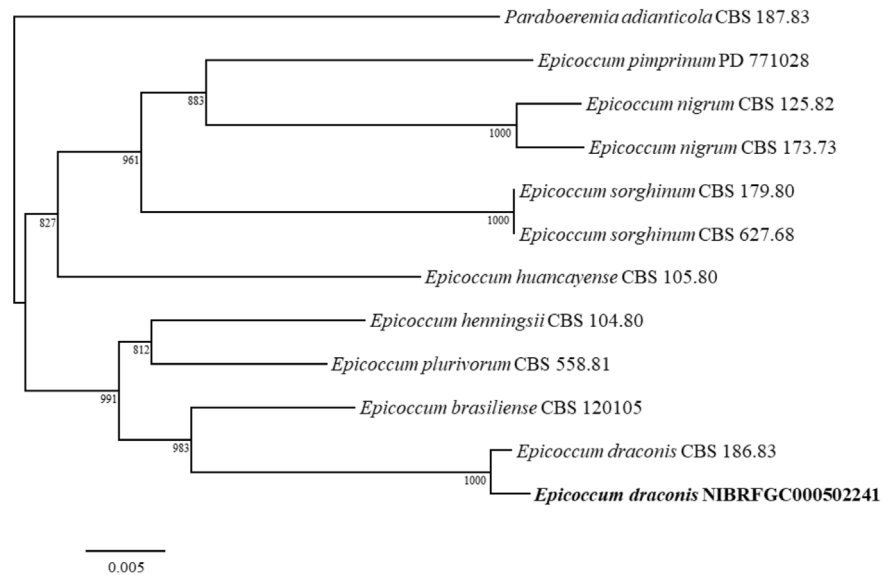 Paraboeremia adianticola CBS 187.83
Epicoccum pimprinum PD 771028
883
Epicoccum nigrum CBS 125.82
1000
Epicoccum nigrum CBS 173.73
961
Epicoccum sorghinum CBS 179.80
1000
Epicoccum sorghinum CBS 627.68
827
Epicoccum huancayense CBS 105.80
Epicoccum henningsii CBS 104.80
812
Epicoccum plurivorum CBS 558.81
991
Epicoccum brasiliense CBS 120105
983
Epicoccum draconis CBS 186.83
1000
Epicoccum draconis NIBRFGC000502241
0.005